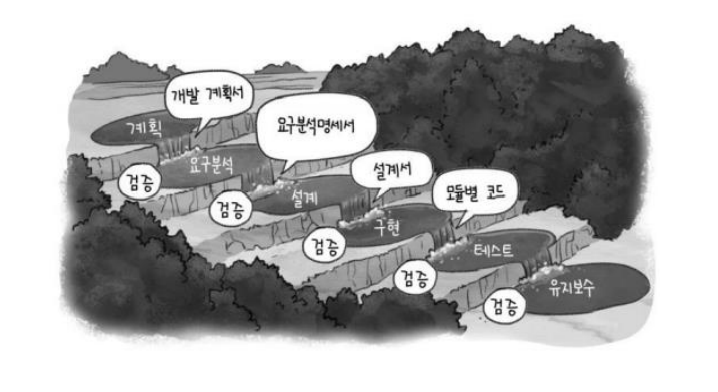 개발 계획서
계획
요구분석명세서
요구분석
검증
설계서
설계
검증
모듈별 코드
구현
검증
테스트
검증
유지보수
검증